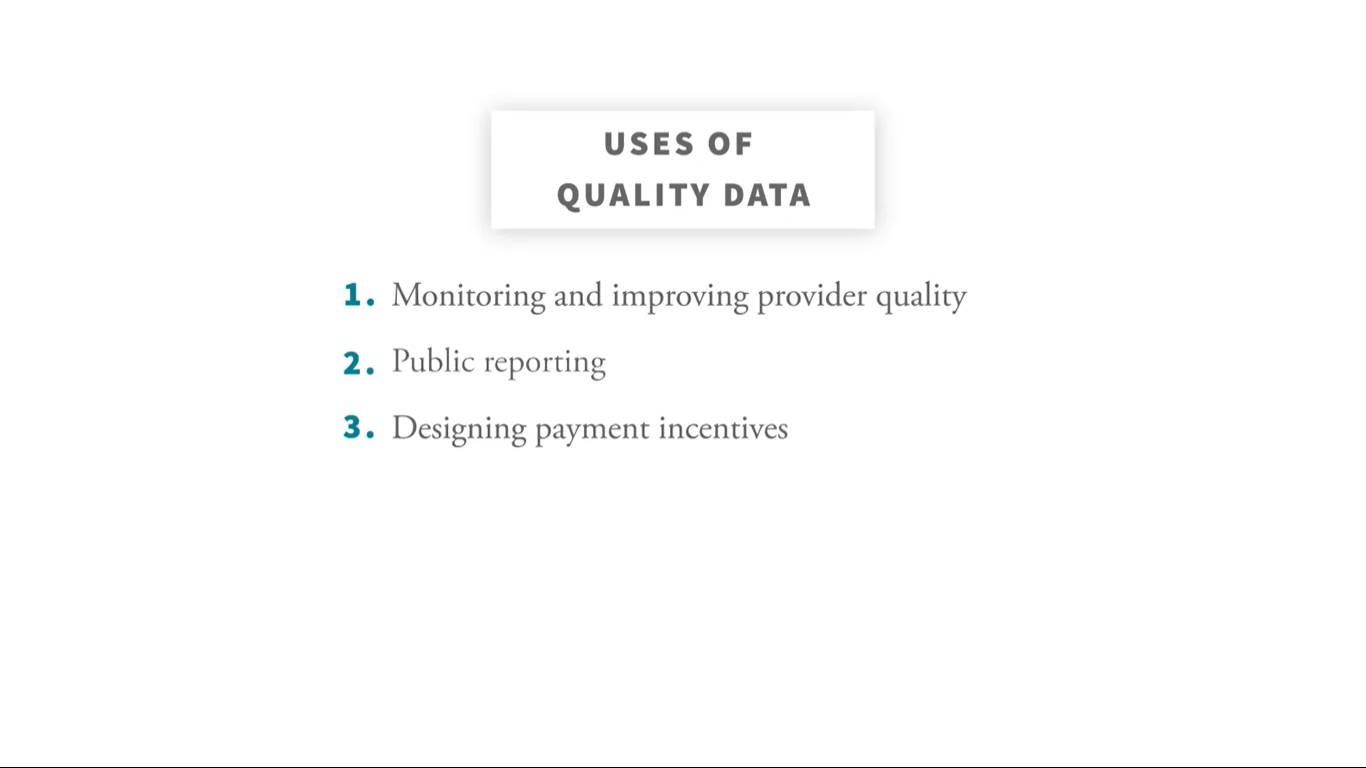 USES OF
QUALITY DATA
1. Monitoring and improving provider quality
2. Public reporting
3. Designing payment incentives